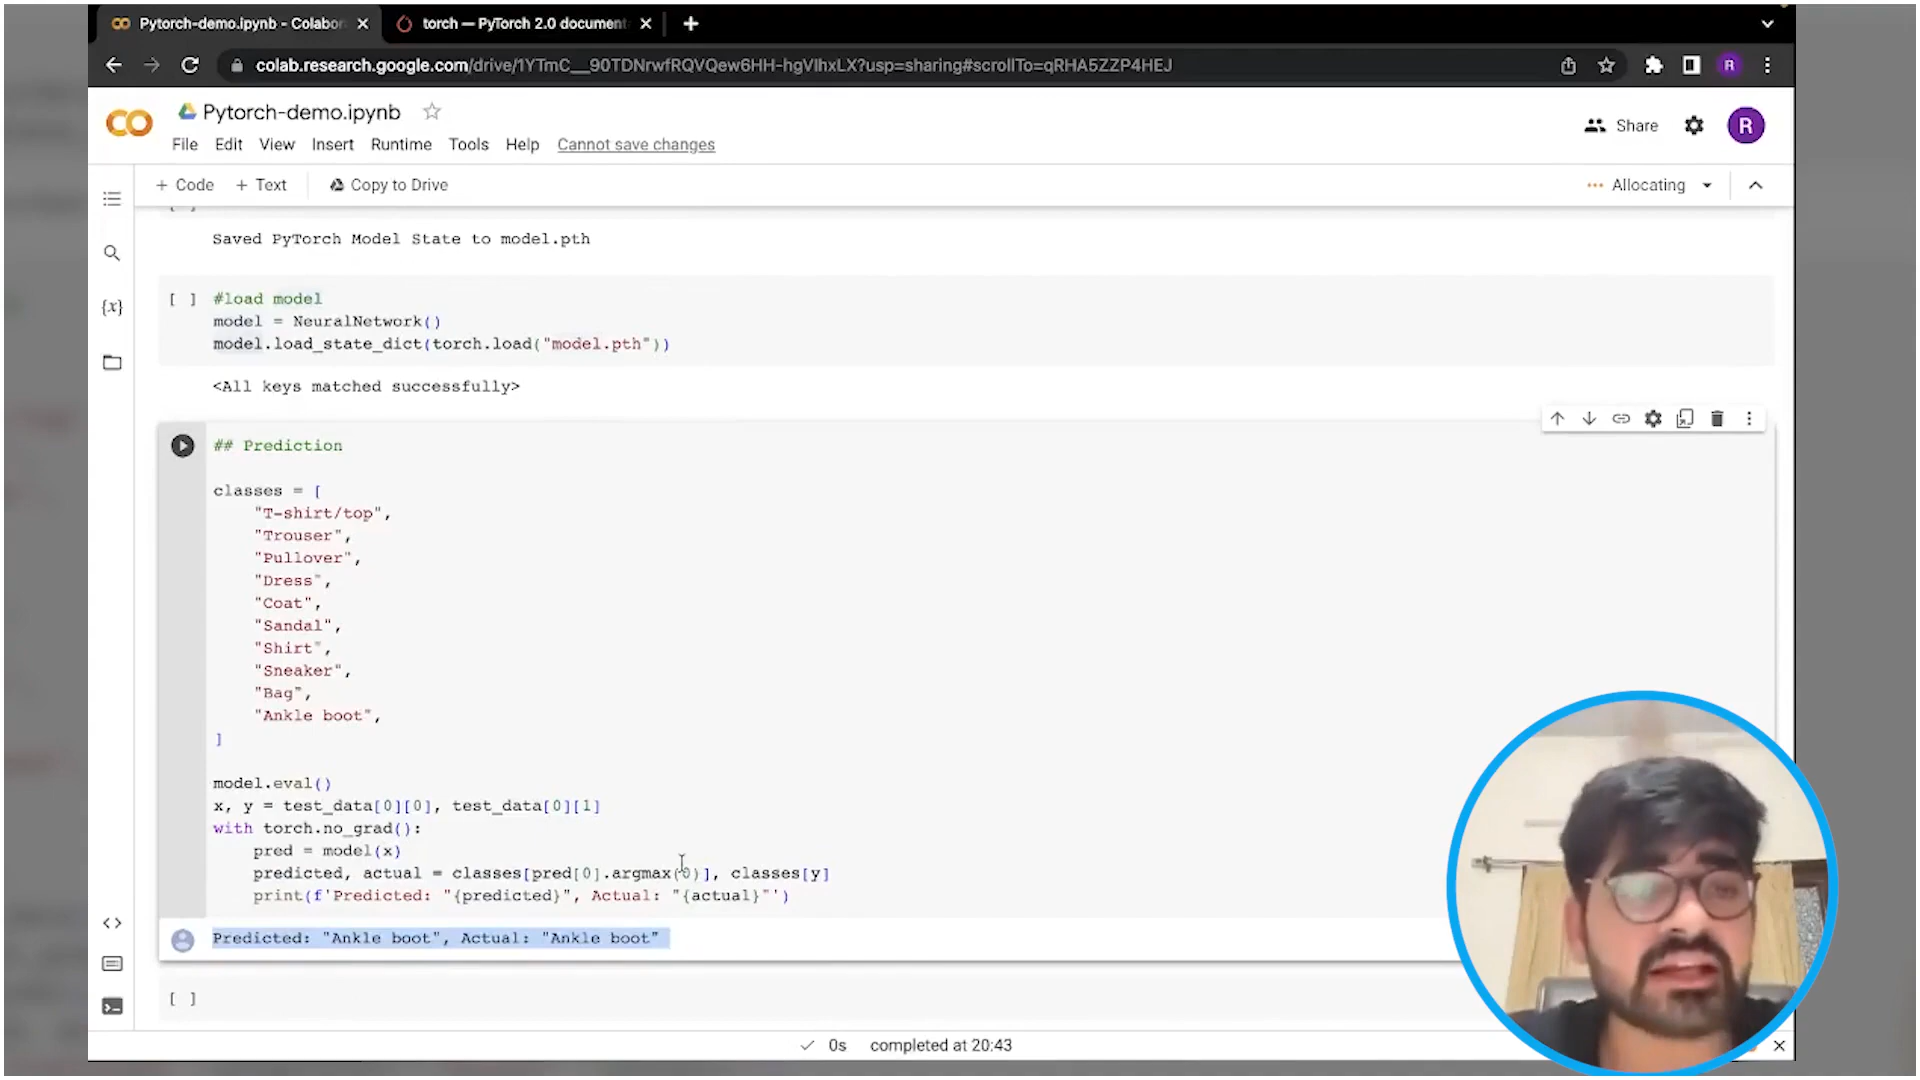 Pytorch-demo.ipynb - Colabor
torch — PyTorch 2.0 document
colab.research.google.com/drive/1YTmC__90TDNrwfRQVQew6HH-hgVlhxLX?usp=sharing#scrollTo=qRHA5ZZP4HEJ
R
Pytorch-demo.ipynb
Share
R
File Edit View Insert Runtime Tools Help Cannot save changes
+ Code + Text Copy to Drive
Allocating
Saved PyTorch Model State to model.pth
[ ] #load model
model = NeuralNetwork()
model.load_state_dict(torch.load("model.pth"))
<All keys matched successfully>
{x}
## Prediction
classes = [
"T-shirt/top",
"Trouser",
"Pullover",
"Dress",
"Coat",
"Sandal",
"Shirt",
"Sneaker",
"Bag",
"Ankle boot",
]
model.eval()
x, y = test_data[0][0], test_data[0][1]
with torch.no_grad():
pred = model(x)
predicted, actual = classes[pred[0].argmax(0)], classes[y]
print(f'Predicted: "{predicted}", Actual: "{actual}"')
Predicted: "Ankle boot", Actual: "Ankle boot"
[ ]
0s completed at 20:43